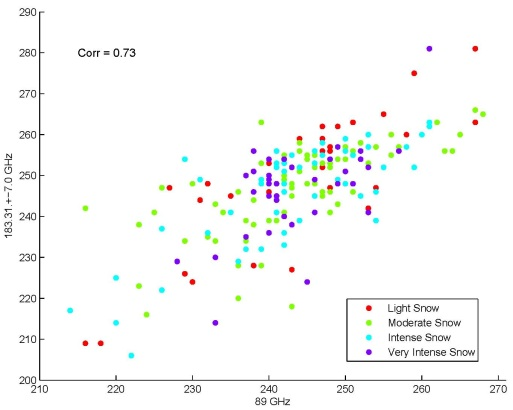 290
280
270
260
250
240
230
220
210
200
183.31.+-7.0 GHz
Corr = 0.73
Light Snow
Moderate Snow
Intense Snow
Very Intense Snow
210
220
230
240
250
260
270
89 GHz